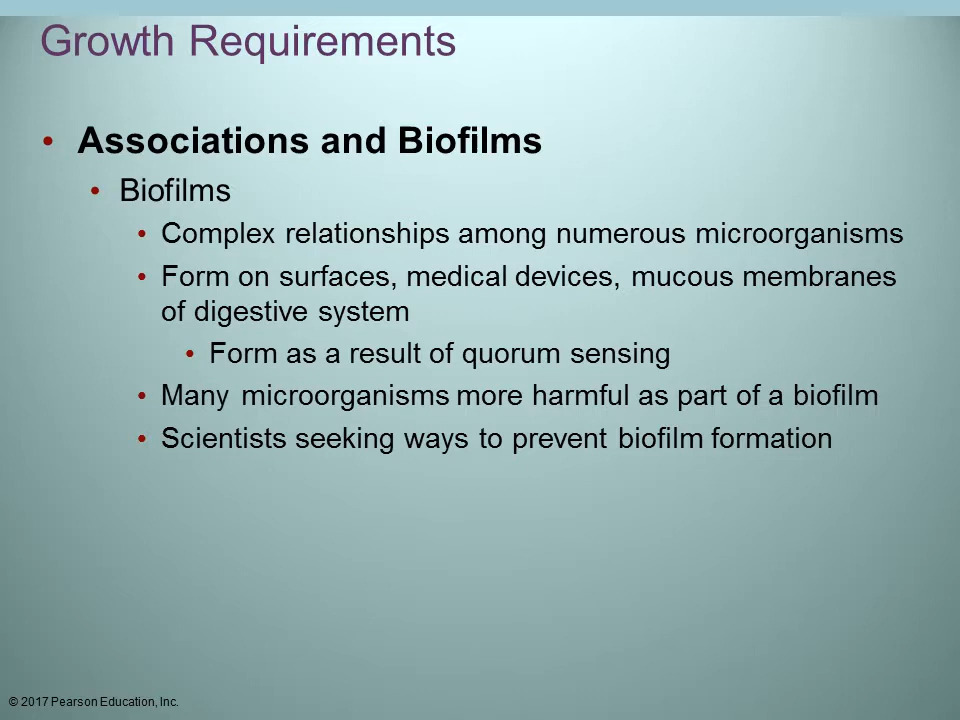 Growth Requirements
• Associations and Biofilms
• Biofilms
• Complex relationships among numerous microorganisms
• Form on surfaces, medical devices, mucous membranes
of digestive system
• Form as a result of quorum sensing
• Many microorganisms more harmful as part of a biofilm
• Scientists seeking ways to prevent biofilm formation
© 2017 Pearson Education, Inc.